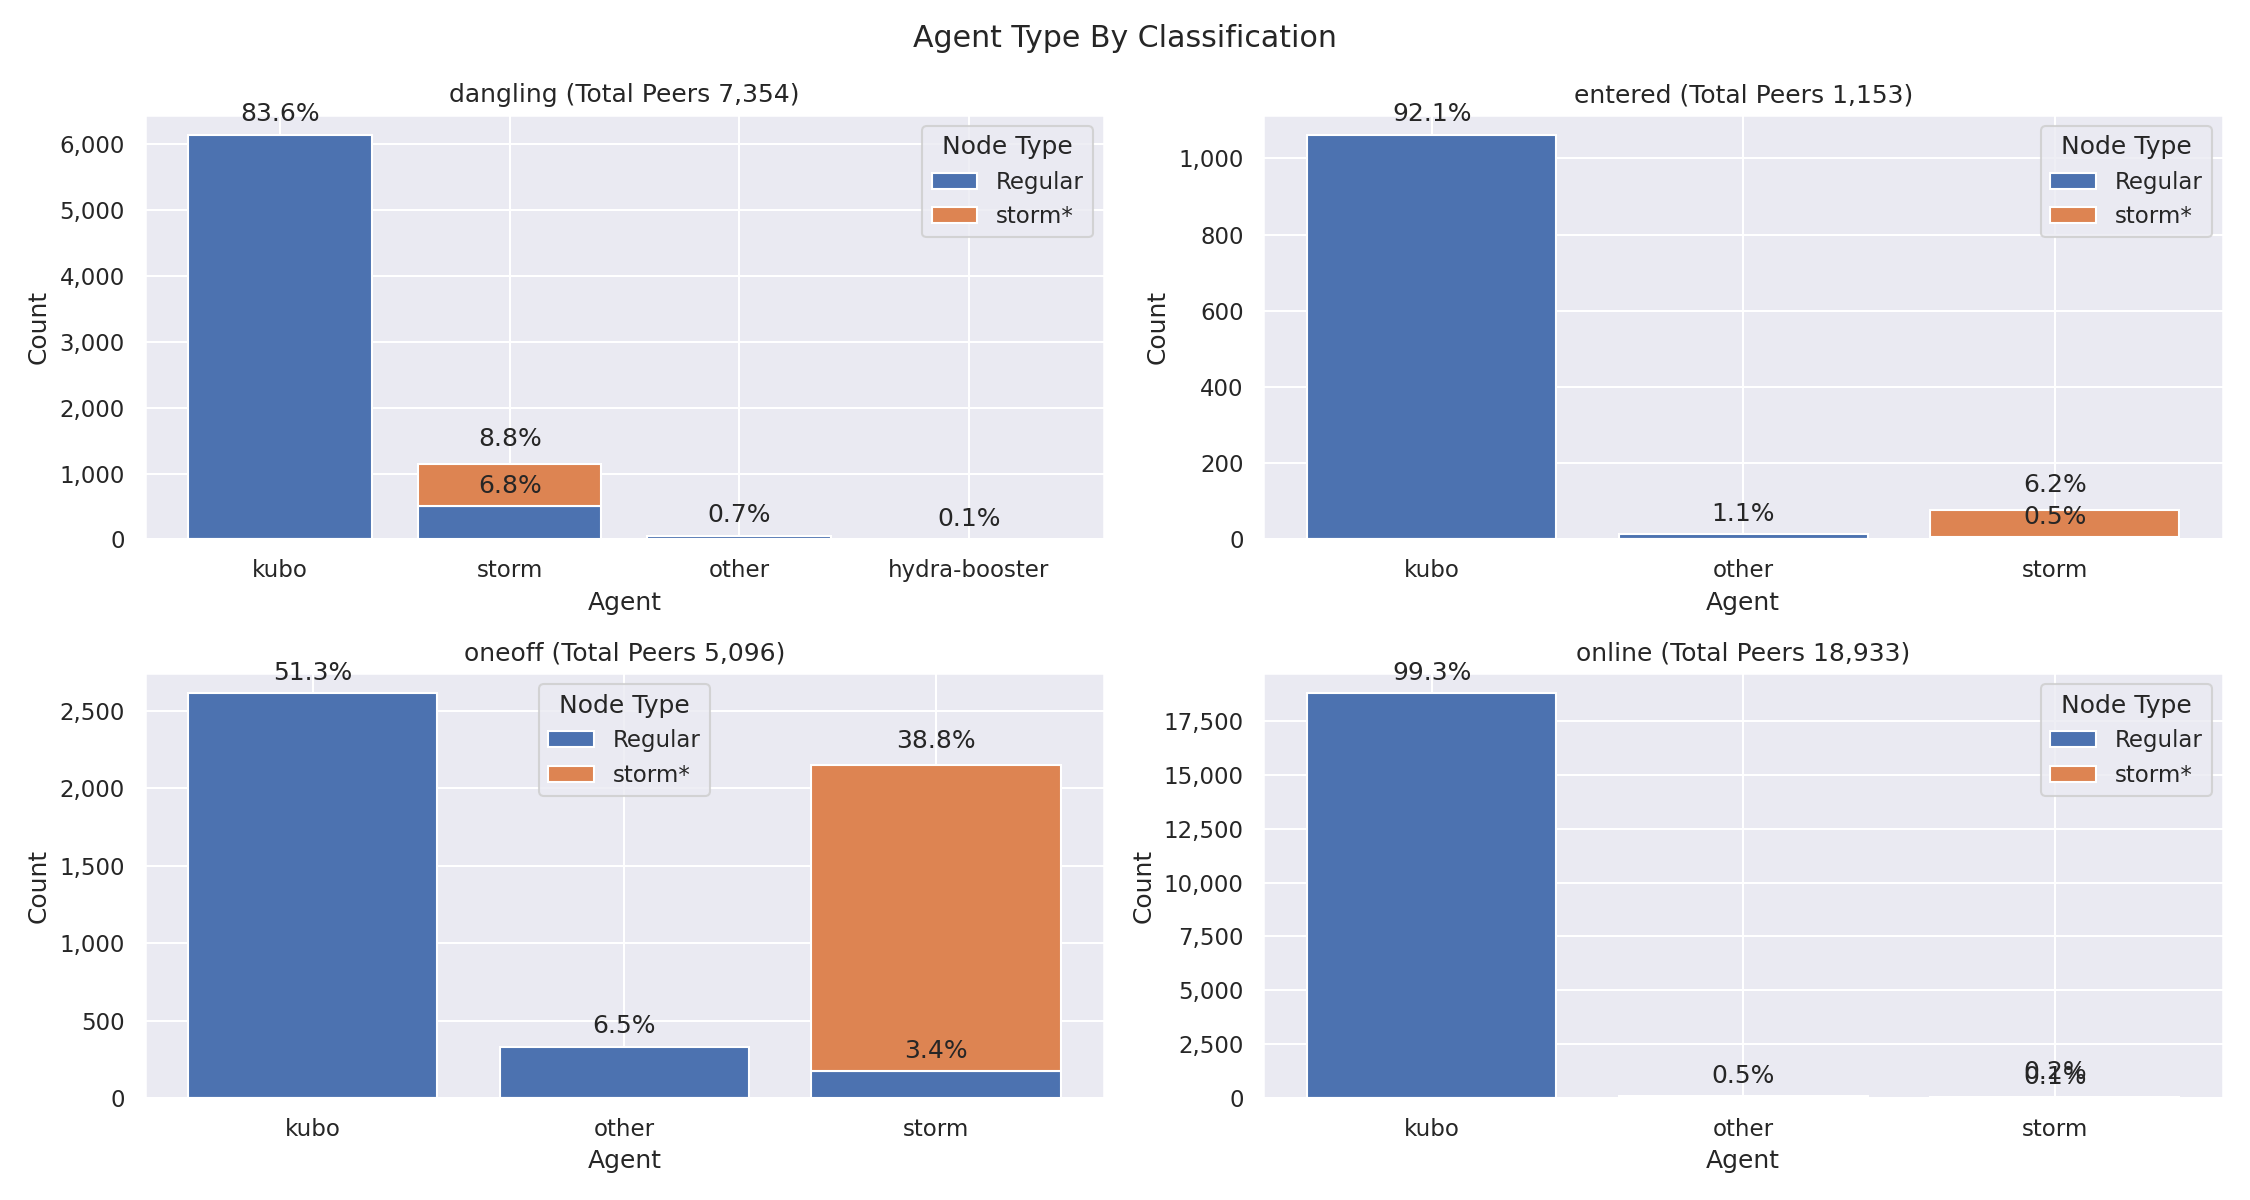 Agent Type By Classification
dangling (Total Peers 7,354)
83.6%
8.8%
6.8%
0.7%
0.1%
Node Type
Regular
storm*
6,000
5,000
4,000
3,000
2,000
1,000
0
Count
kubo
storm
other
hydra-booster
Agent
entered (Total Peers 1,153)
92.1%
1.1%
6.2%
0.5%
Node Type
Regular
storm*
1,000
800
600
400
200
0
Count
kubo
other
storm
Agent
oneoff (Total Peers 5,096)
51.3%
6.5%
38.8%
3.4%
Node Type
Regular
storm*
2,500
2,000
1,500
1,000
500
0
Count
kubo
other
storm
Agent
online (Total Peers 18,933)
99.3%
0.5%
0.2%
0.1%
Node Type
Regular
storm*
17,500
15,000
12,500
10,000
7,500
5,000
2,500
0
Count
kubo
other
storm
Agent